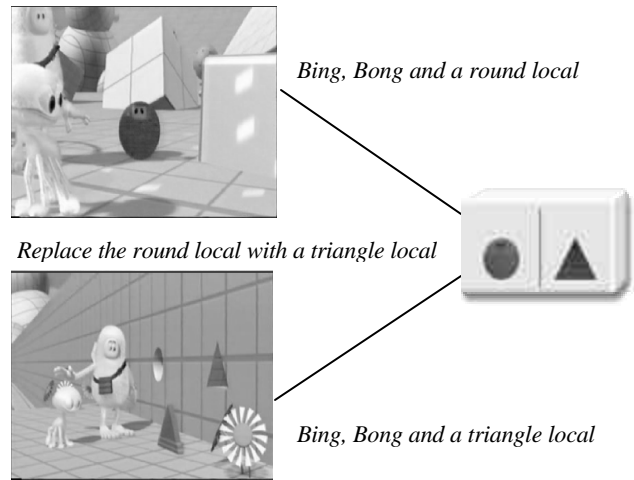 Bing, Bong and a round local
Replace the round local with a triangle local
Bing, Bong and a triangle local